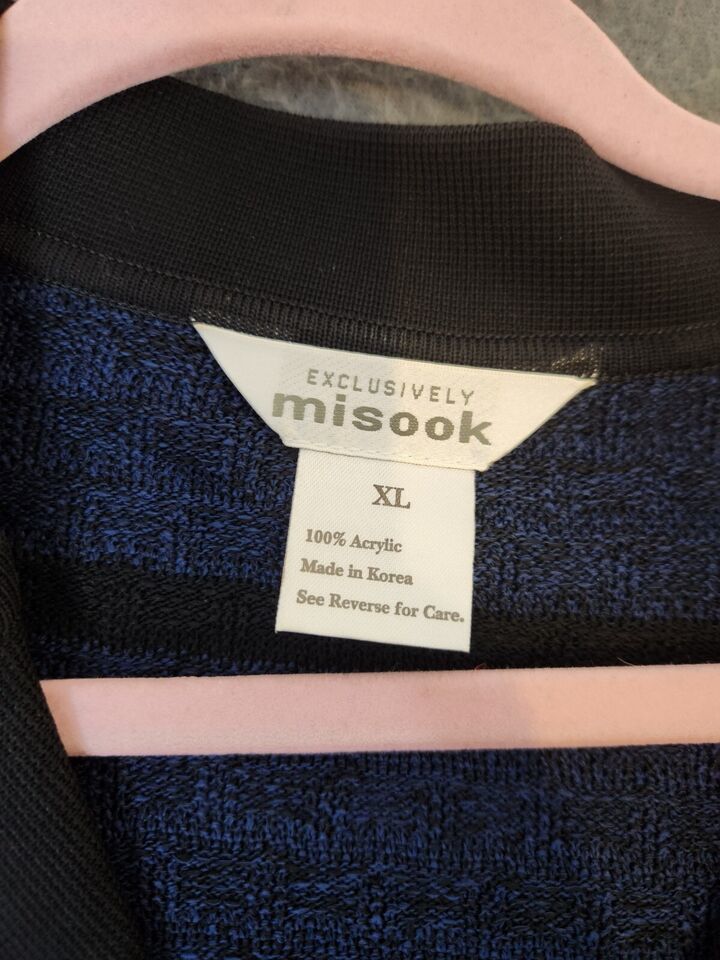 EXCLUSIVELY
misook
XL
100% Acrylic
Made in Korea
See Reverse for Care.